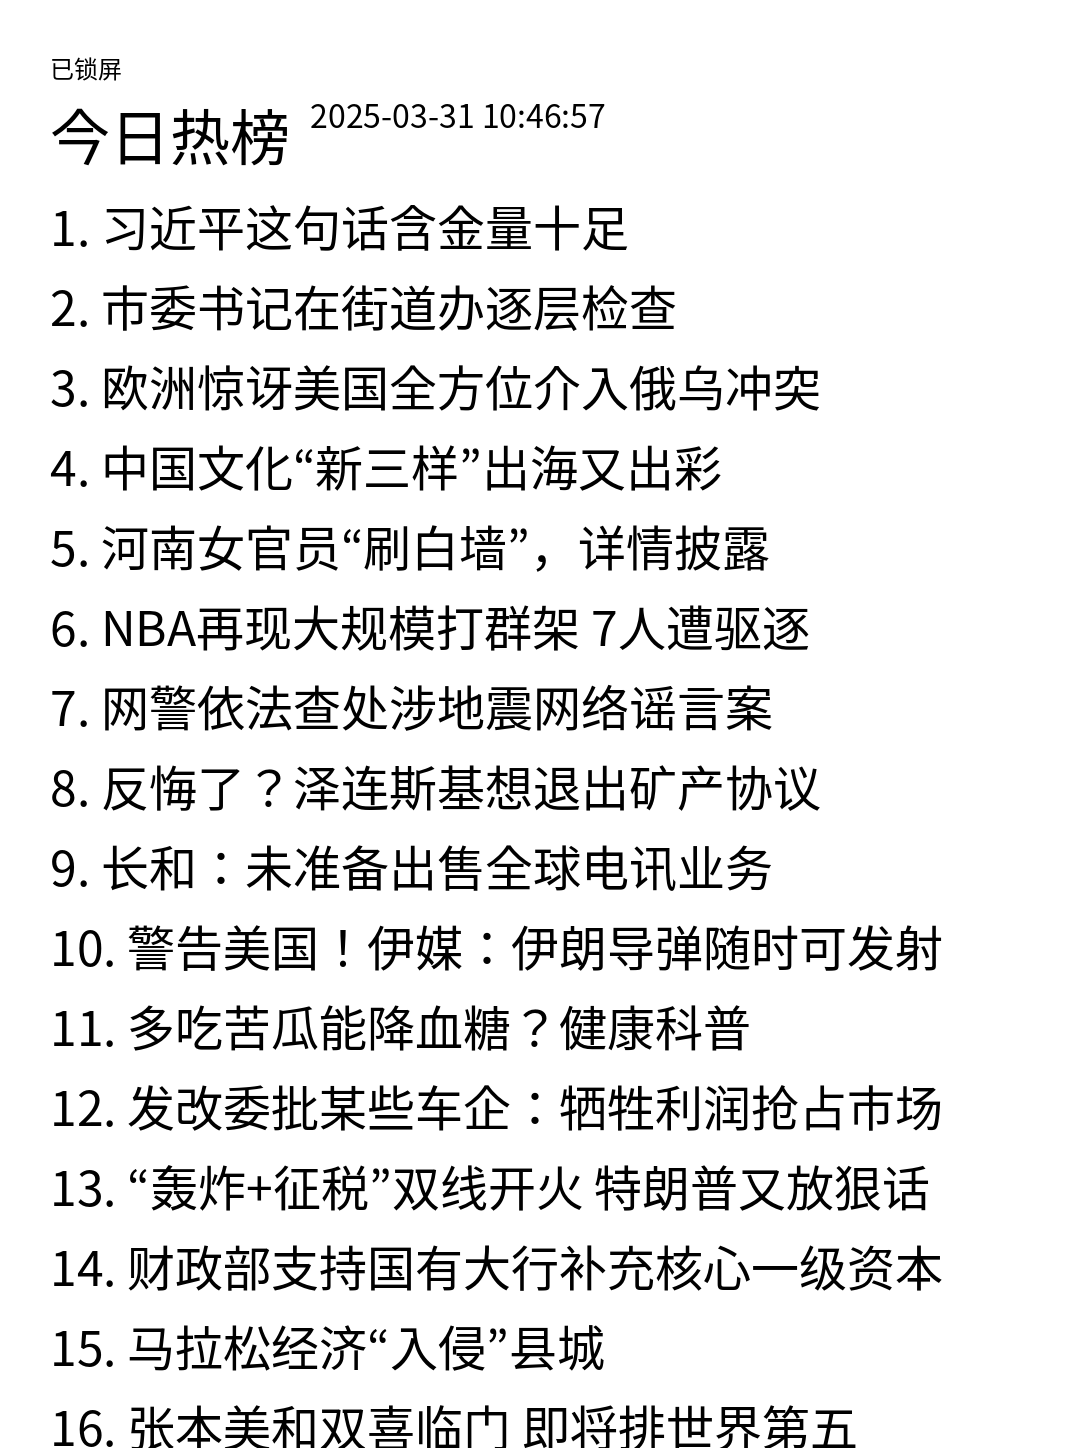 已锁屏
今日热榜 2025-03-31 10:46:57
1. 习近平这句话含金量十足
2. 市委书记在街道办逐层检查
3. 欧洲惊讶美国全方位介入俄乌冲突
4. 中国文化“新三样”出海又出彩
5. 河南女官员“刷白墙”，详情披露
6. NBA再现大规模打群架 7人遭驱逐
7. 网警依法查处涉地震网络谣言案
8. 反悔了？泽连斯基想退出矿产协议
9. 长和：未准备出售全球电讯业务
10. 警告美国！伊媒：伊朗导弹随时可发射
11. 多吃苦瓜能降血糖？健康科普
12. 发改委批某些车企：牺牲利润抢占市场
13. “轰炸+征税”双线开火 特朗普又放狠话
14. 财政部支持国有大行补充核心一级资本
15. 马拉松经济“入侵”县城
16. 张本美和双喜临门 即将排世界第五